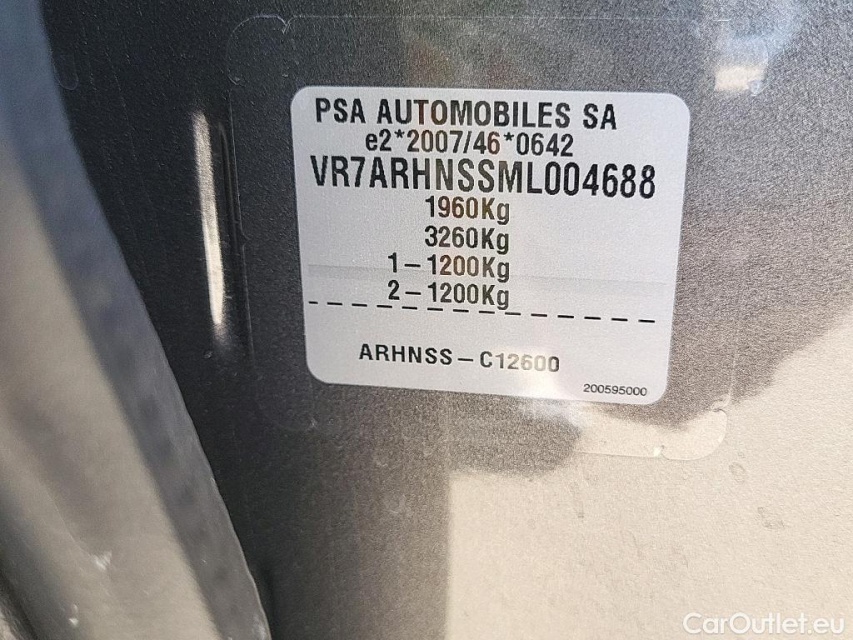 PSA AUTOMOBILES SA
e2*2007/46*0642
VR7ARHNSSML004688
1960Kg
3260Kg
1-1200Kg
2-1200Kg
ARHNSS-C12600
200595000
CarOutlet.eu